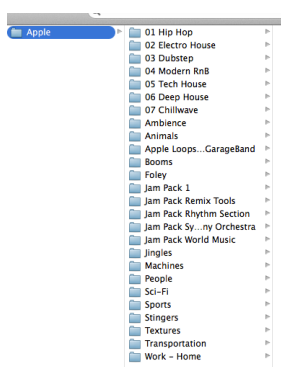 Apple
01 Hip Hop
02 Electro House
03 Dubstep
04 Modern RnB
05 Tech House
06 Deep House
07 Chillwave
Ambience
Animals
Apple Loops...GarageBand
Booms
Foley
Jam Pack 1
Jam Pack Remix Tools
Jam Pack Rhythm Section
Jam Pack Sy...ny Orchestra
Jam Pack World Music
Jingles
Machines
People
Sci-Fi
Sports
Stingers
Textures
Transportation
Work – Home